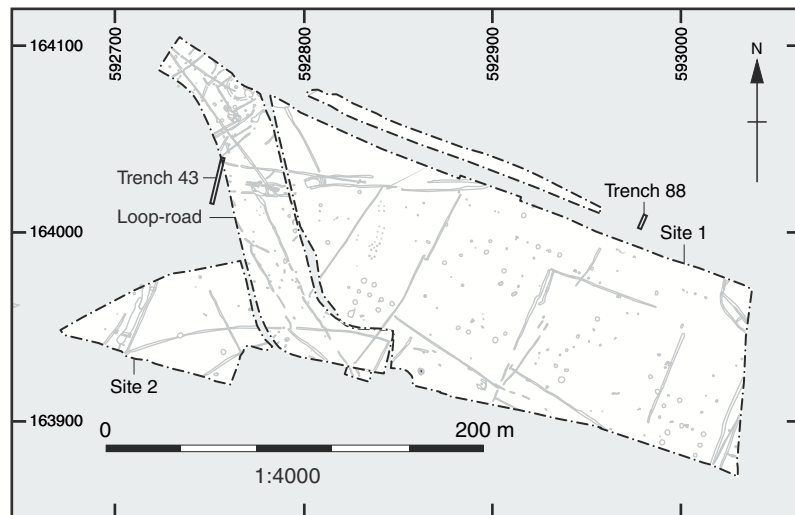 164100
592700
592800
592900
593000
N
Trench 43
Trench 88
Loop-road
164000
Site 1
Site 2
163900
0 200 m
1:4000